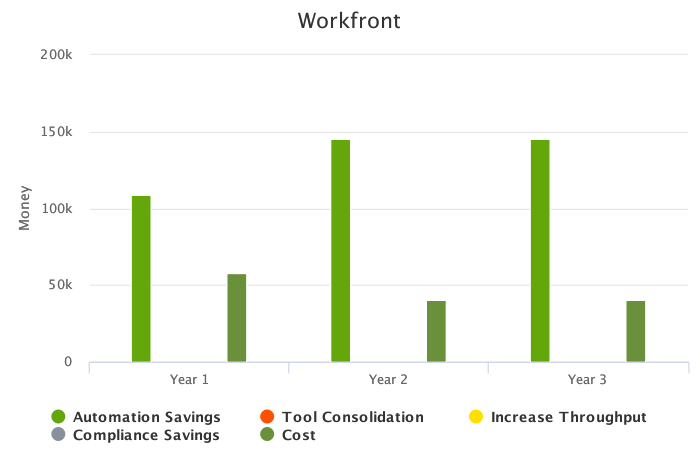 Workfront
200k
150k
100k
50k
0
Money
Year 1 Year 2 Year 3
Automation Savings Tool Consolidation Increase Throughput
Compliance Savings Cost